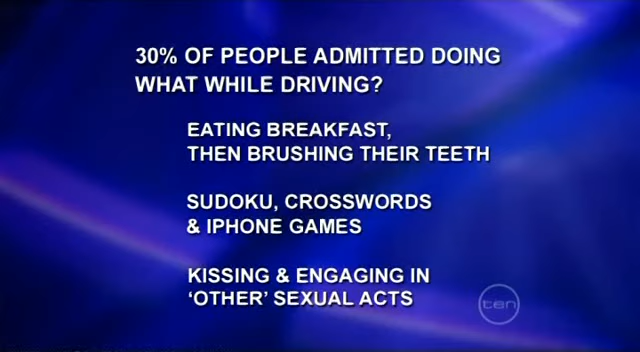 30% OF PEOPLE ADMITTED DOING
WHAT WHILE DRIVING?
EATING BREAKFAST,
THEN BRUSHING THEIR TEETH
SUDOKU, CROSSWORDS
& IPHONE GAMES
KISSING & ENGAGING IN
‘OTHER’ SEXUAL ACTS
ten